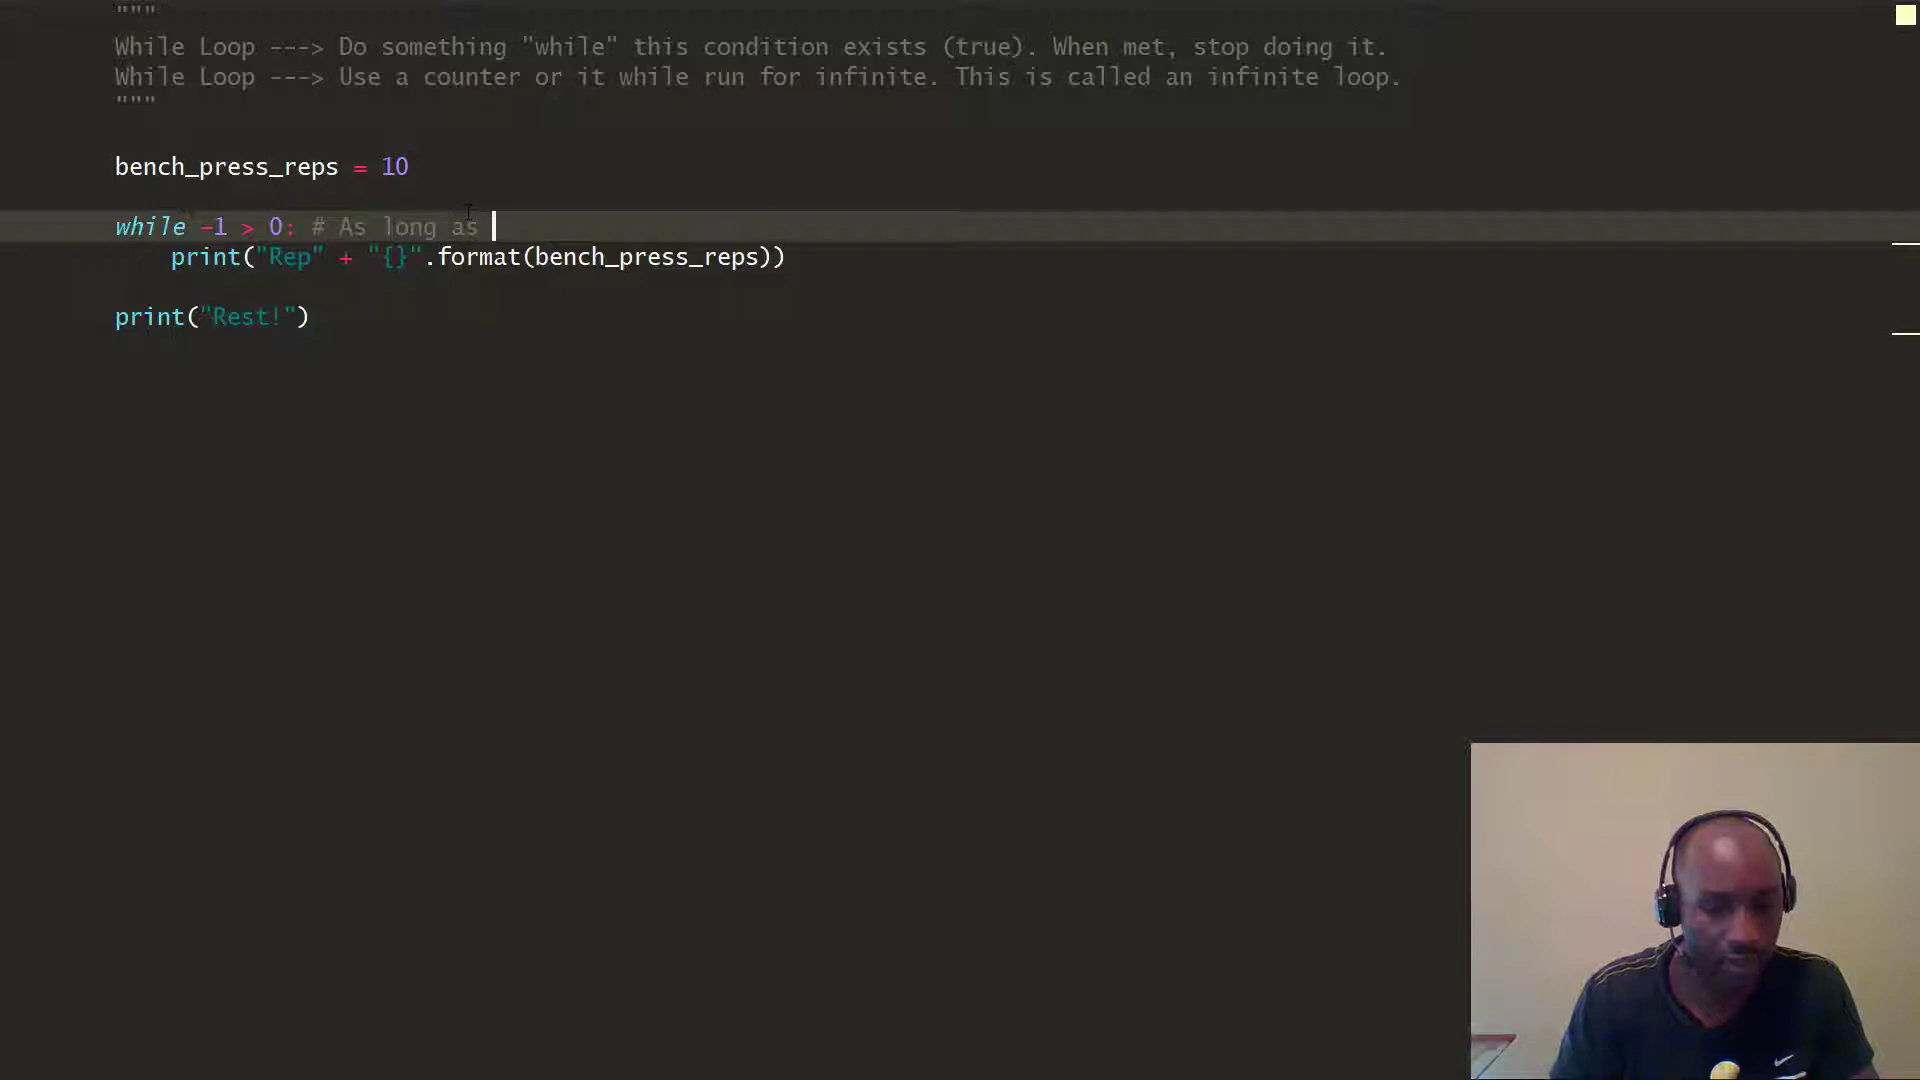 """
While Loop ---> Do something "while" this condition exists (true). When met, stop doing it.
While Loop ---> Use a counter or it while run for infinite. This is called an infinite loop.
"""
bench_press_reps = 10
while -1 > 0: # As long as
print("Rep" + "{}".format(bench_press_reps))
print("Rest!")